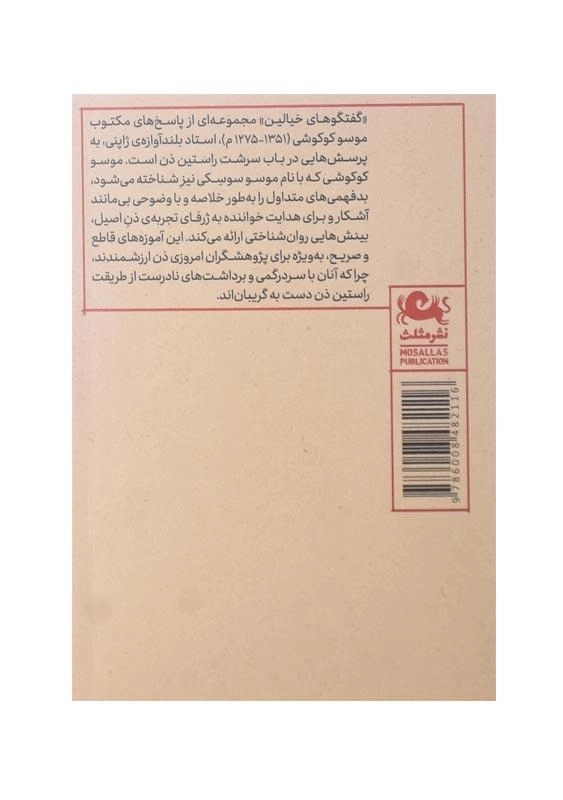 «گفتگوهای خیالین» مجموعه‌ای از پاسخ‌های مکتوب
موسو کوکوشی (۱۳۵۱-۱۲۷۵ م)، استاد بلندآوازه‌ی ژاپنی، به
پرسش‌هایی در باب سرشت راستین ذن است. موسو
کوکوشی که با نام موسو سوسکی نیز شناخته می‌شود،
بدفهمی‌های متداول را به‌طور خلاصه و با وضوحی بی‌مانند
آشکار و برای هدایت خواننده به ژرفای تجربه‌ی ذنِ اصیل،
بینش‌هایی روان‌شناختی ارائه می‌کند. این آموزه‌های قاطع
و صریح، به‌ویژه برای پژوهشگران امروزی ذن ارزشمندند،
چرا که آنان با سردرگمی و برداشت‌های نادرست از طریقت
راستین ذن دست به گریبان‌اند.
نشر مثلث
MOSALLAS
PUBLICATION
9786008482116